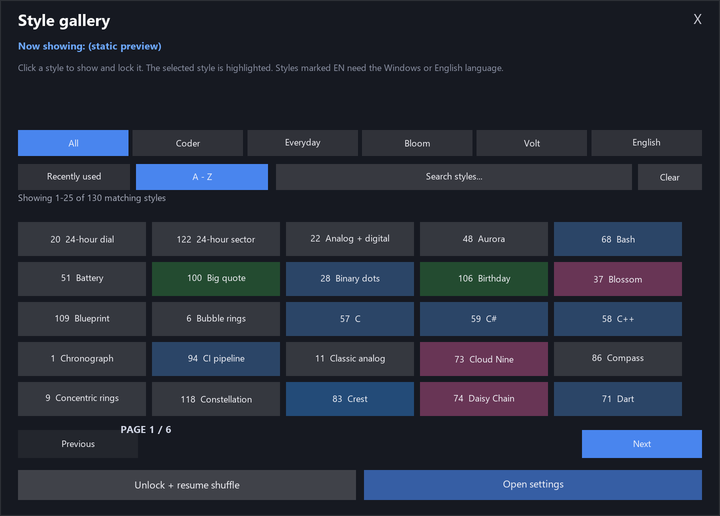 Style gallery
X
Now showing: (static preview)
Click a style to show and lock it. The selected style is highlighted. Styles marked EN need the Windows or English language.
All Coder Everyday Bloom Volt English
Recently used A - Z Search styles... Clear
Showing 1-25 of 130 matching styles
20 24-hour dial 122 24-hour sector 22 Analog + digital 48 Aurora 68 Bash
51 Battery 100 Big quote 28 Binary dots 106 Birthday 37 Blossom
109 Blueprint 6 Bubble rings 57 C 59 C# 58 C++
1 Chronograph 94 CI pipeline 11 Classic analog 73 Cloud Nine 86 Compass
9 Concentric rings 118 Constellation 83 Crest 74 Daisy Chain 71 Dart
PAGE 1 / 6
Previous Next
Unlock + resume shuffle Open settings